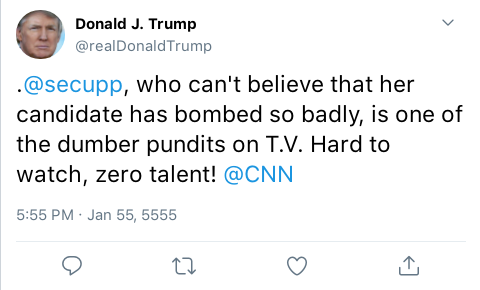 Donald J. Trump
@realDonaldTrump
.@secupp, who can't believe that her
candidate has bombed so badly, is one of
the dumber pundits on T.V. Hard to
watch, zero talent! @CNN
5:55 PM · Jan 55, 5555